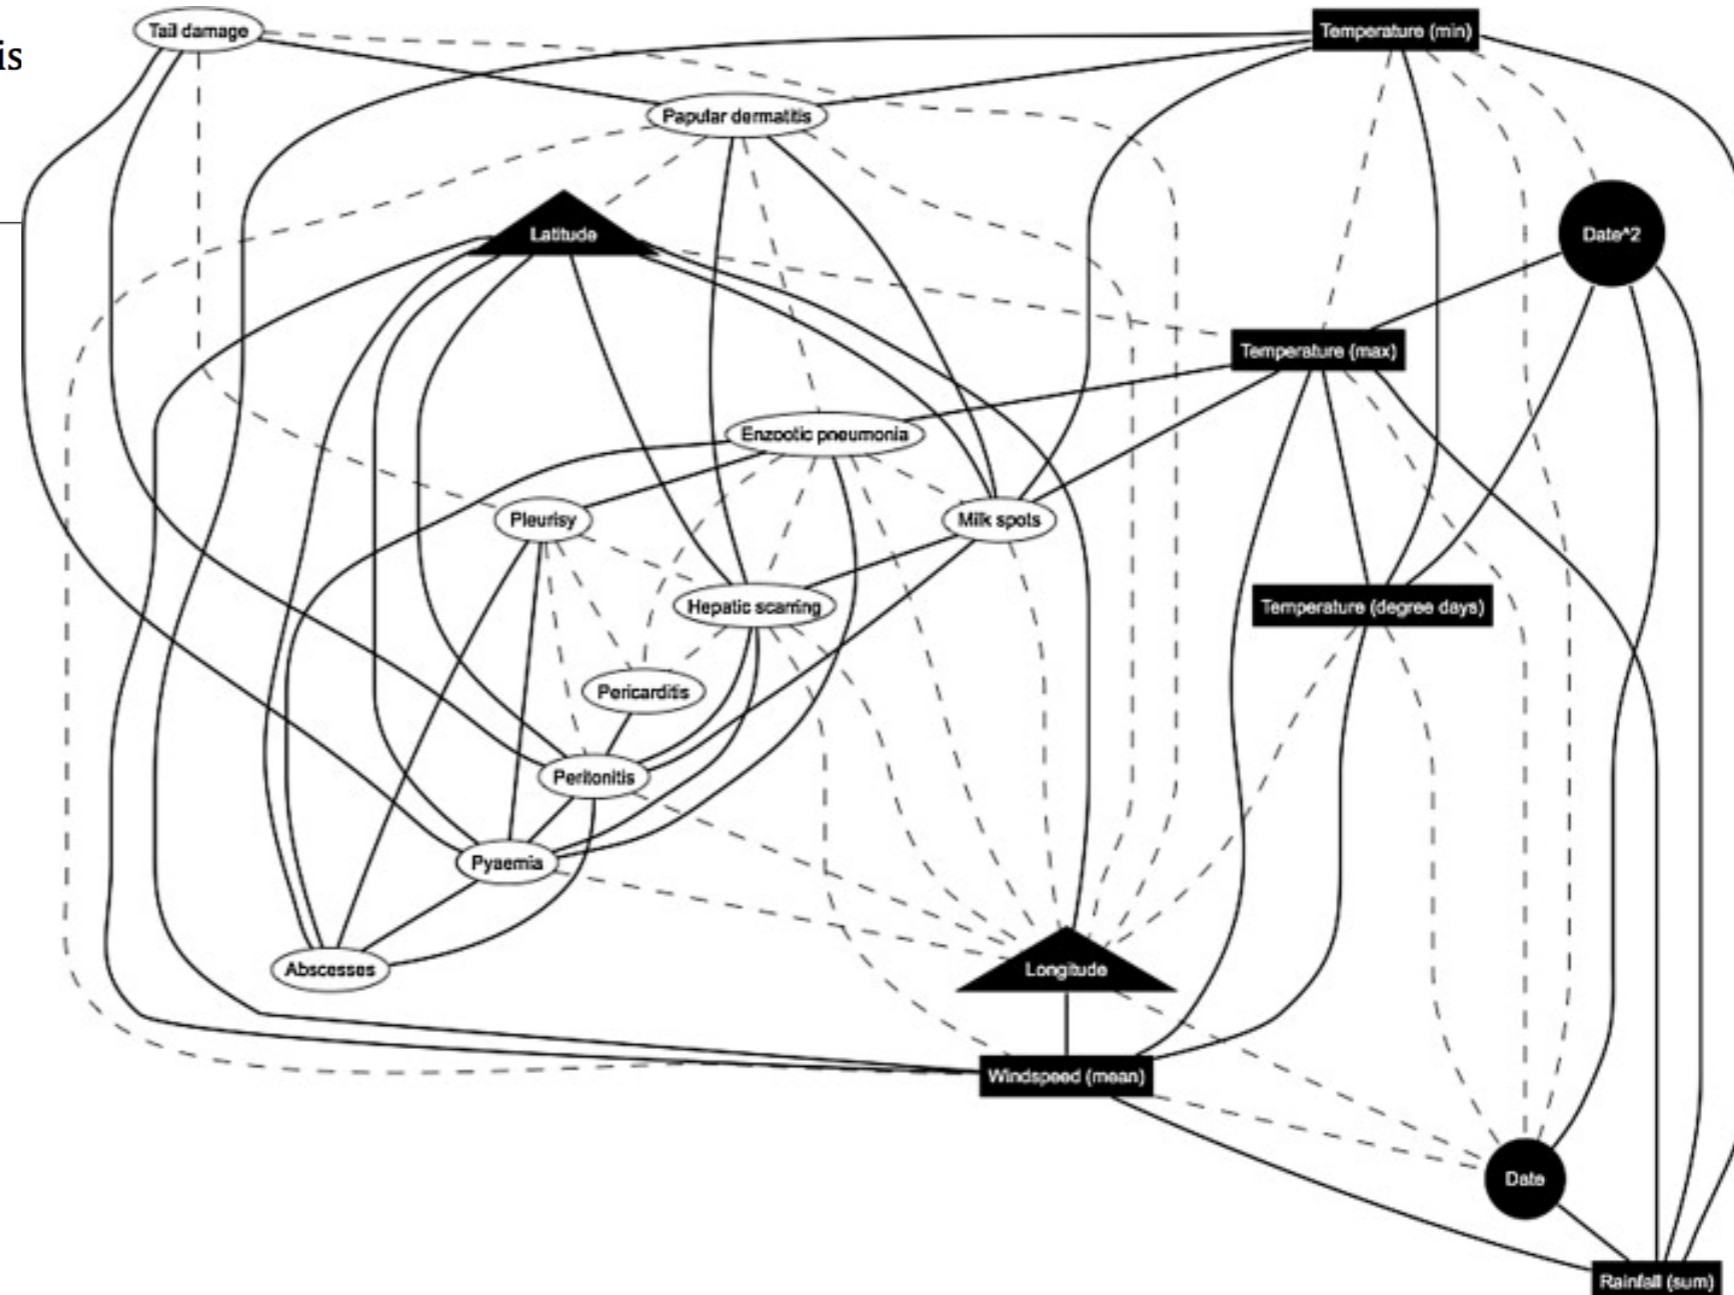 Tail damage
Temperature (min)
is
Papular dermatitis
Latitude
Date^2
Temperature (max)
Enzootic pneumonia
Pleurisy
Milk spots
Hepatic scarring
Temperature (degree days)
Pericarditis
Peritonitis
Pyaemia
Abscesses
Longitude
Windspeed (mean)
Date
Rainfall (sum)